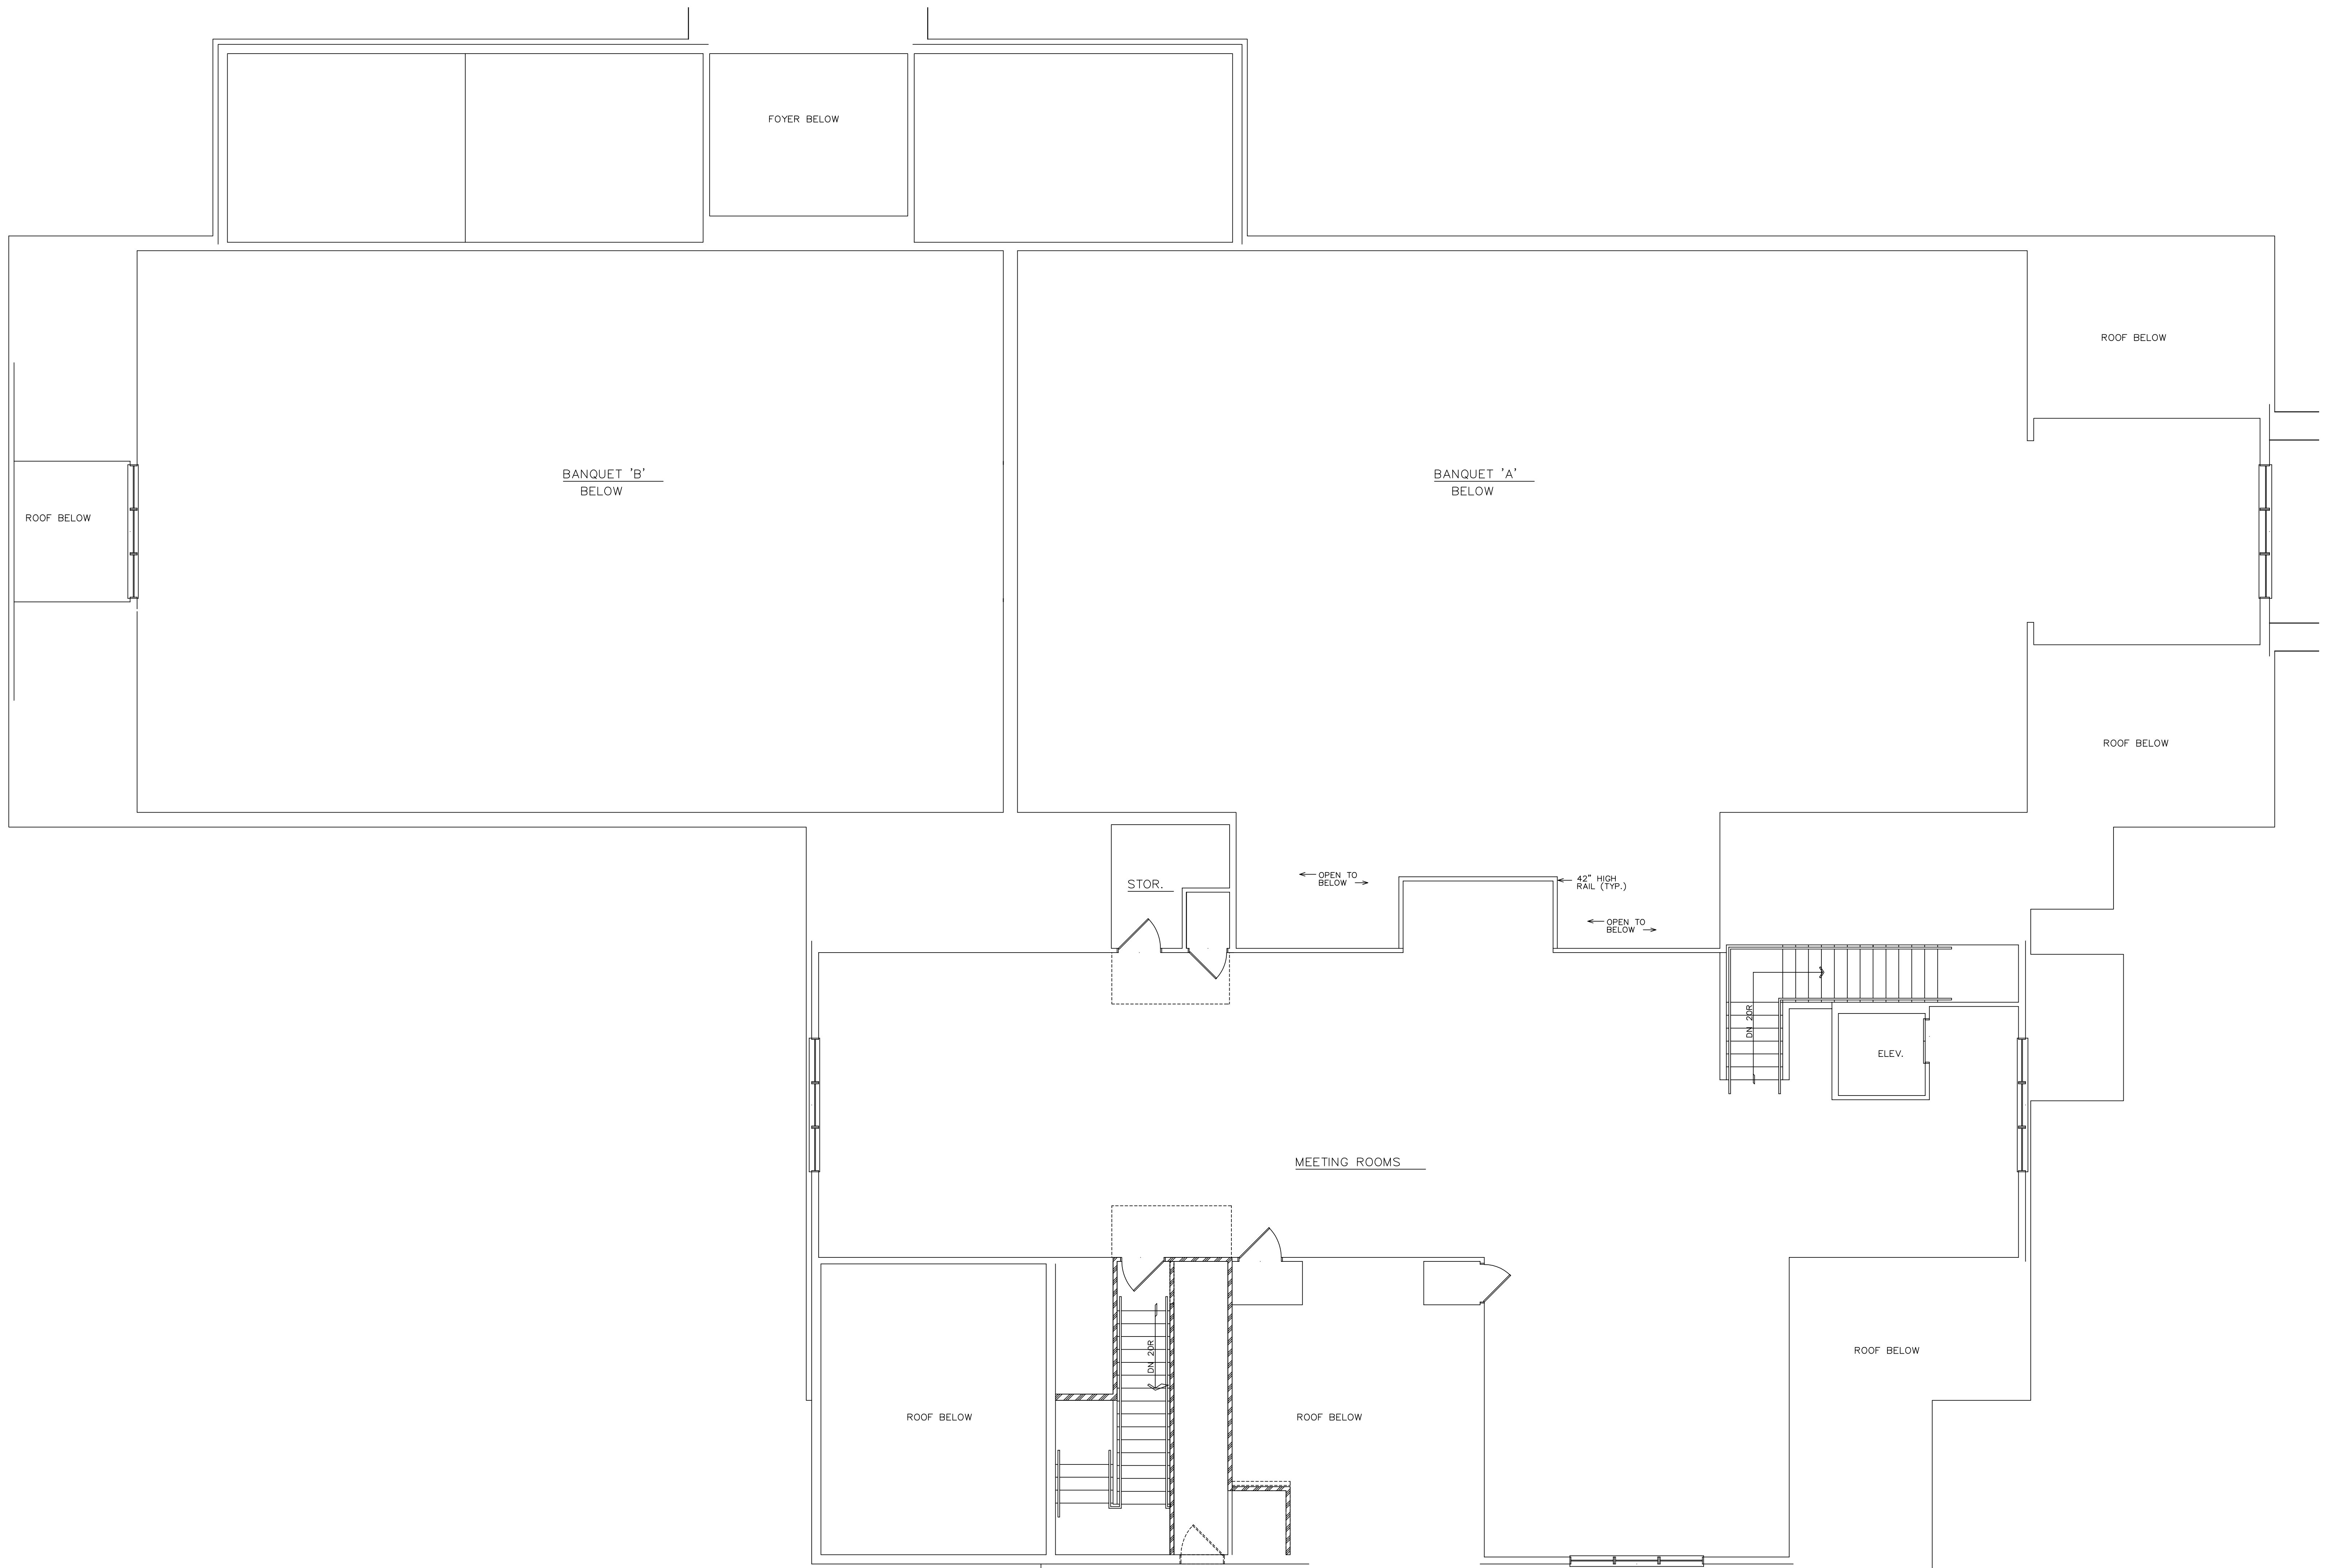 FOYER BELOW
ROOF BELOW
BANQUET 'B'
BELOW
BANQUET 'A'
BELOW
ROOF BELOW
ROOF BELOW
STOR.
OPEN TO
BELOW
42" HIGH
RAIL (TYP.)
OPEN TO
BELOW
DN 20R
ELEV.
MEETING ROOMS
DN 20R
ROOF BELOW
ROOF BELOW
ROOF BELOW